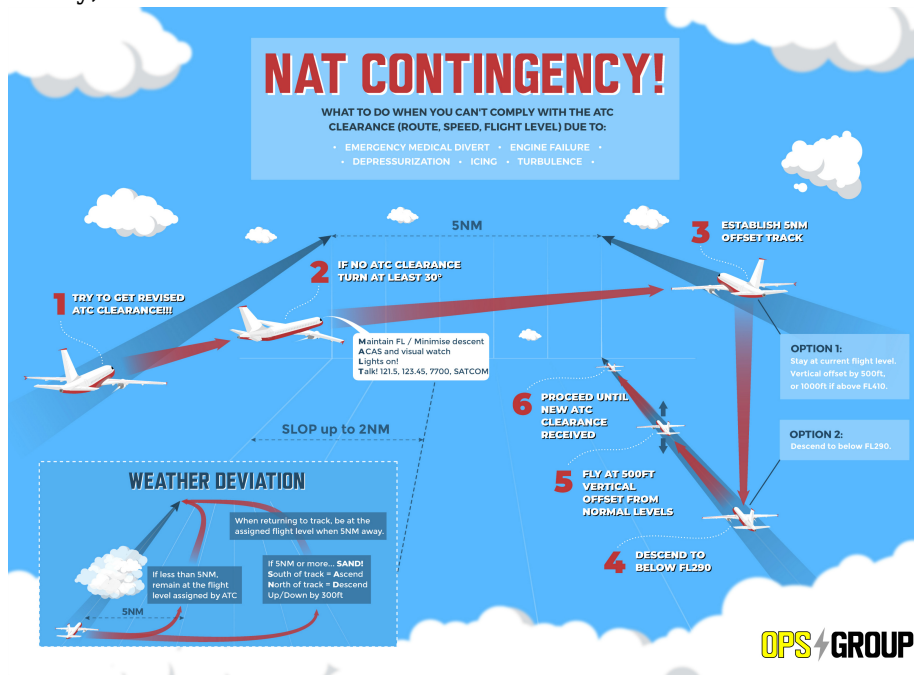 NAT CONTINGENCY!
WHAT TO DO WHEN YOU CAN'T COMPLY WITH THE ATC
CLEARANCE (ROUTE, SPEED, FLIGHT LEVEL) DUE TO:
• EMERGENCY MEDICAL DIVERT • ENGINE FAILURE •
• DEPRESSURIZATION • ICING • TURBULENCE •
5NM
3 ESTABLISH 5NM
OFFSET TRACK
2 IF NO ATC CLEARANCE
TURN AT LEAST 30°
1 TRY TO GET REVISED
ATC CLEARANCE!!!
Maintain FL / Minimise descent
ACAS and visual watch
Lights on!
Talk! 121.5, 123.45, 7700, SATCOM
OPTION 1:
Stay at current flight level.
Vertical offset by 500ft,
or 1000ft if above FL410.
6 PROCEED UNTIL
NEW ATC
CLEARANCE
RECEIVED
SLOP up to 2NM
OPTION 2:
Descend to below FL290.
5 FLY AT 500FT
VERTICAL
OFFSET FROM
NORMAL LEVELS
4 DESCEND TO
BELOW FL290
WEATHER DEVIATION
When returning to track, be at the
assigned flight level when 5NM away.
If less than 5NM,
remain at the flight
level assigned by ATC
If 5NM or more... SAND!
South of track = Ascend
North of track = Descend
Up/Down by 300ft
5NM
OPS GROUP